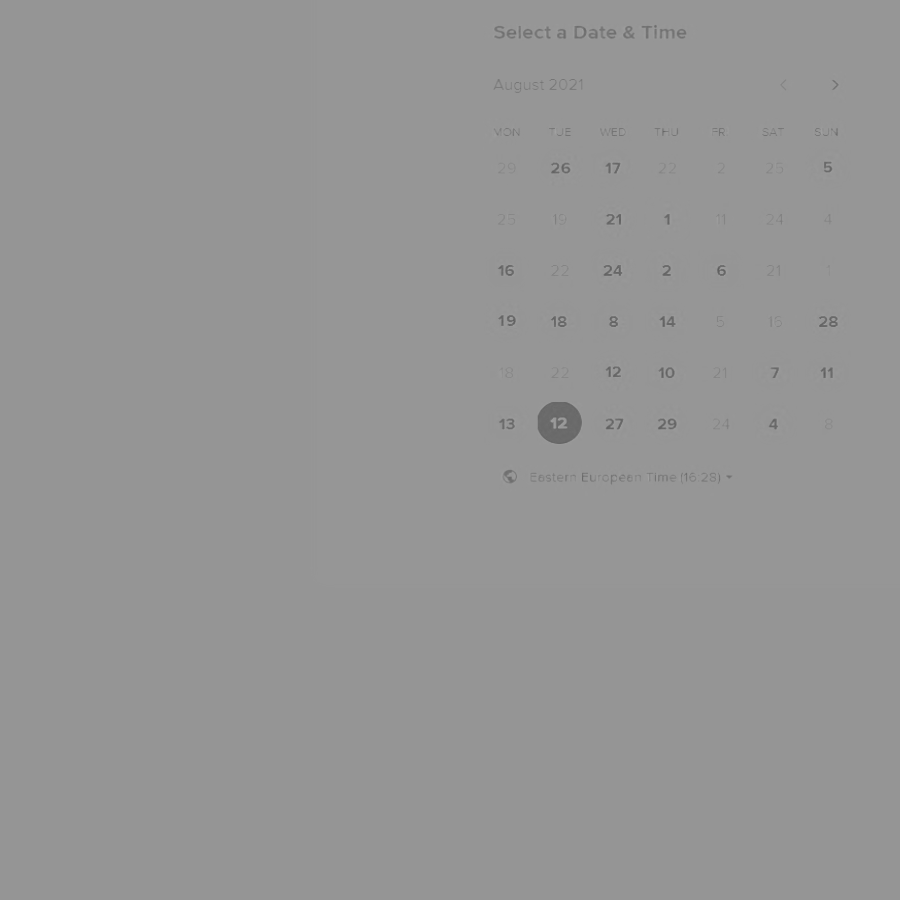 Select a Date & Time
August 2021
MON TUE WED THU FRI SAT SUN
29 26 17 22 2 25 5
25 19 21 1 11 24 4
16 22 24 2 6 21 1
19 18 8 14 5 15 28
18 22 12 10 21 7 11
13 12 27 29 24 4 8
Eastern European Time (16:28)